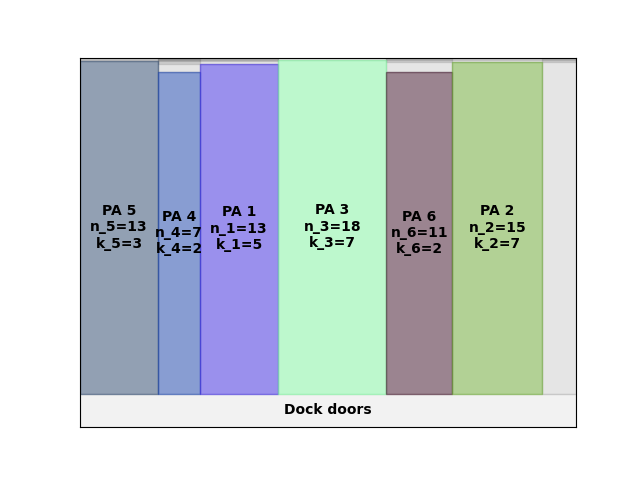 PA 5
n_5=13
k_5=3
PA 4
n_4=7
k_4=2
PA 1
n_1=13
k_1=5
PA 3
n_3=18
k_3=7
PA 6
n_6=11
k_6=2
PA 2
n_2=15
k_2=7
Dock doors